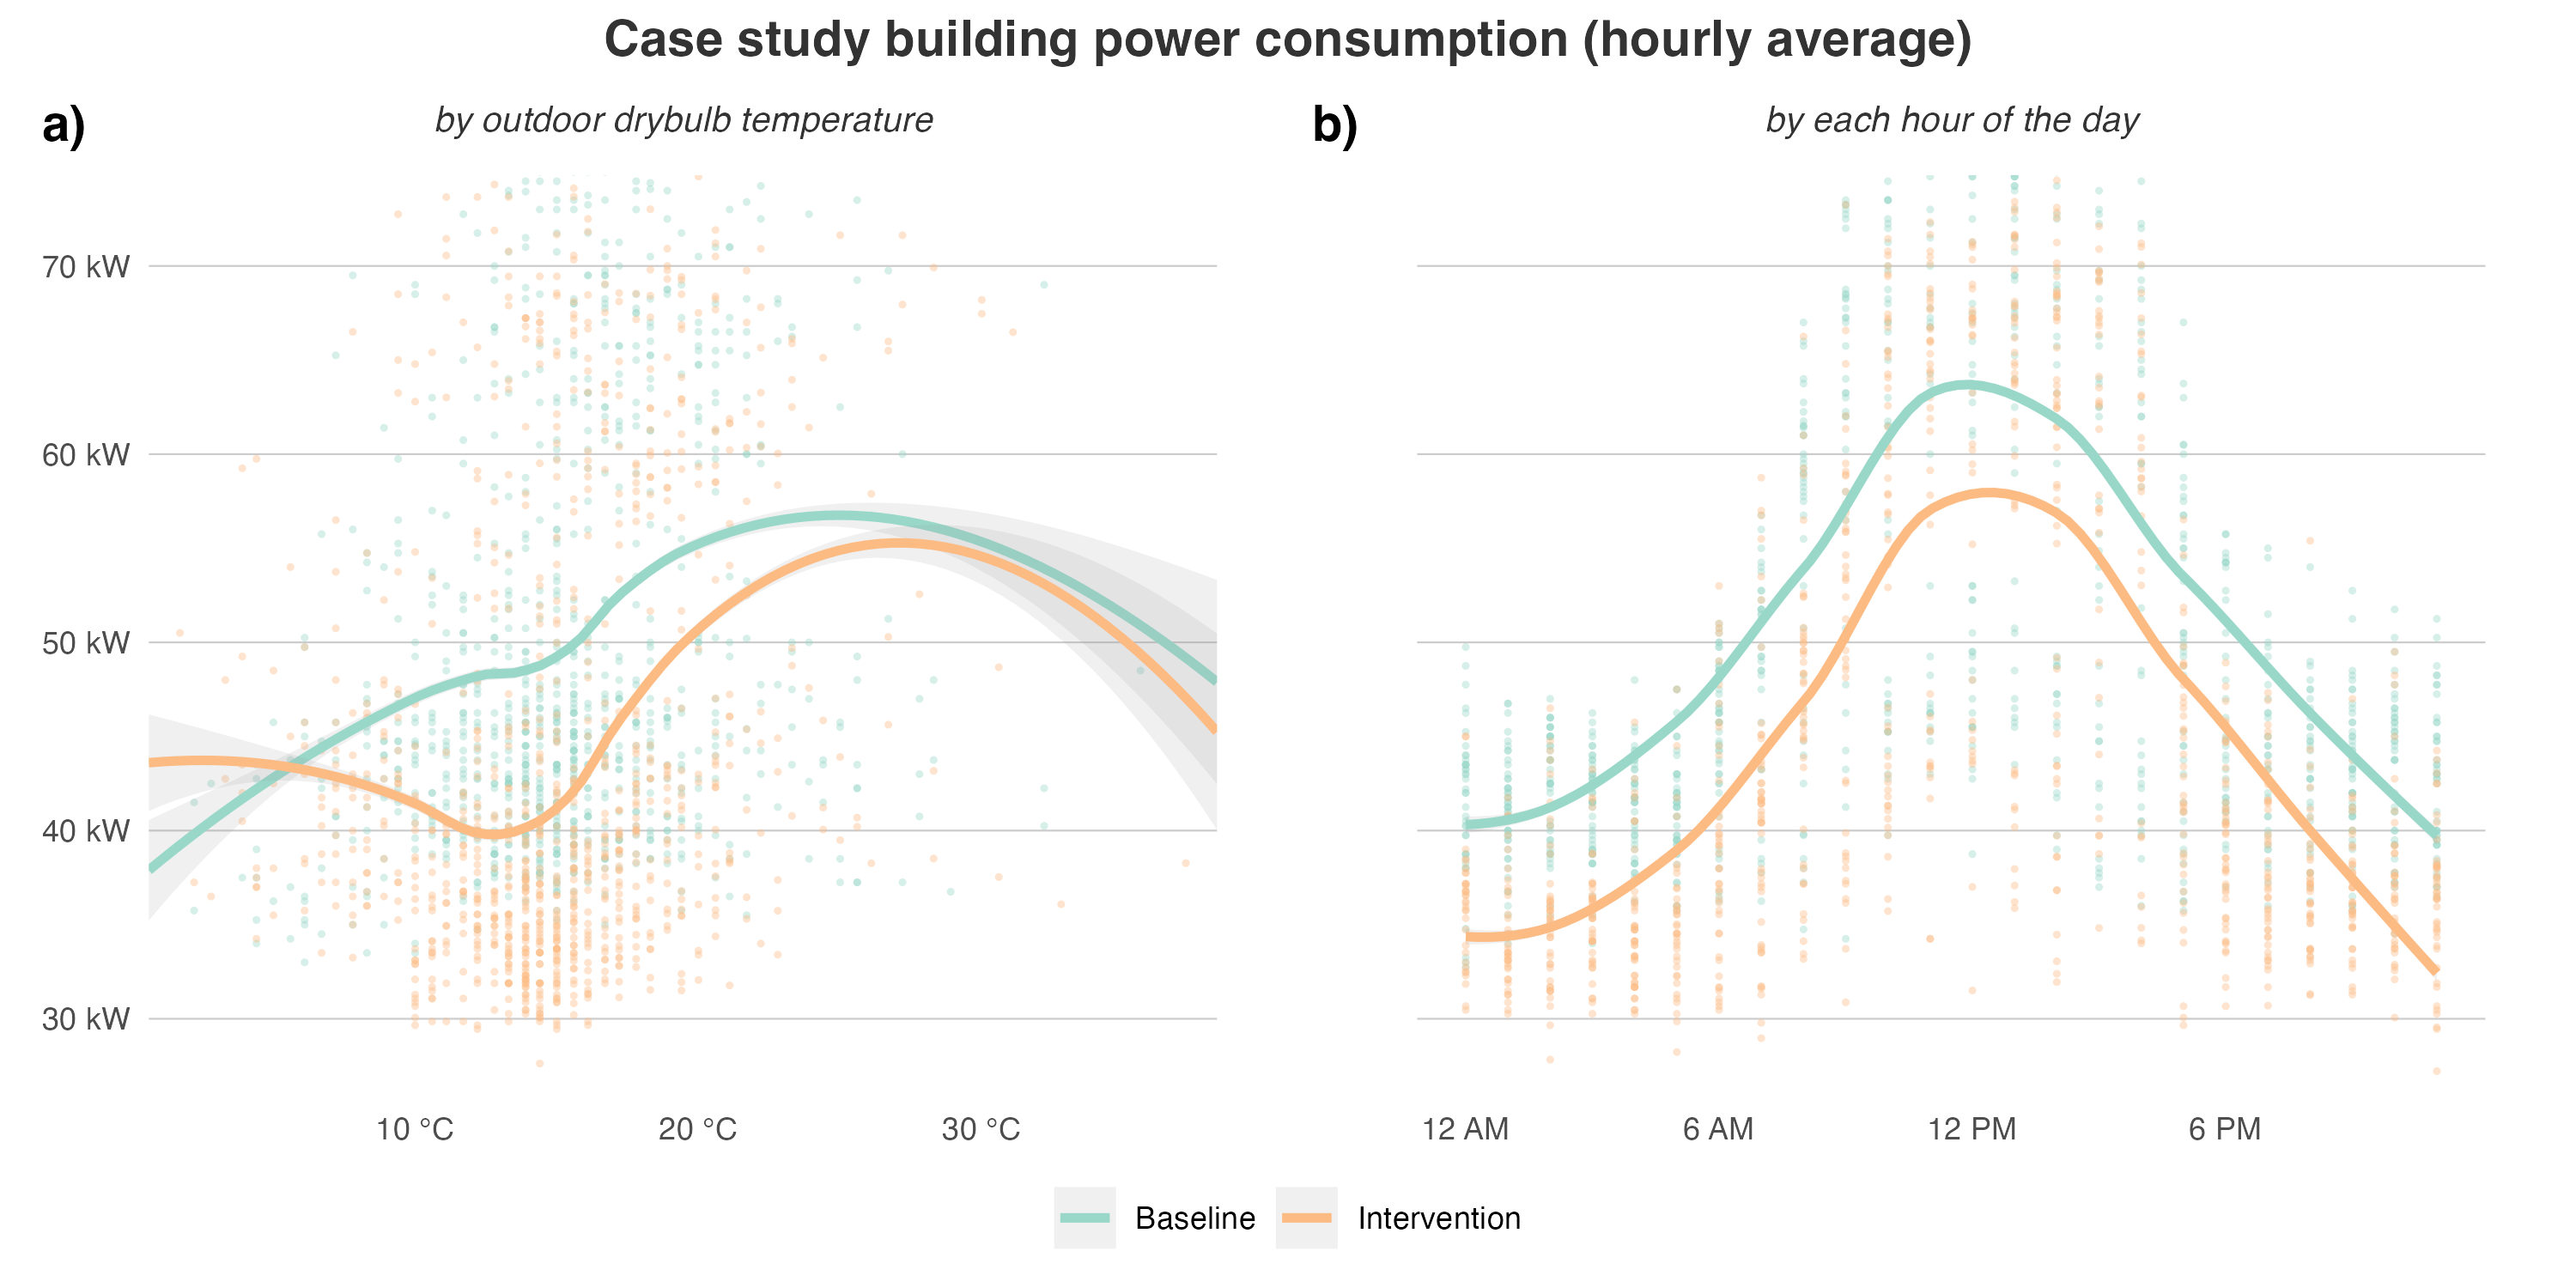 Case study building power consumption (hourly average)
a)
by outdoor drybulb temperature
b)
by each hour of the day
70 kW
60 kW
50 kW
40 kW
30 kW
10 °C 20 °C 30 °C
12 AM 6 AM 12 PM 6 PM
Baseline Intervention